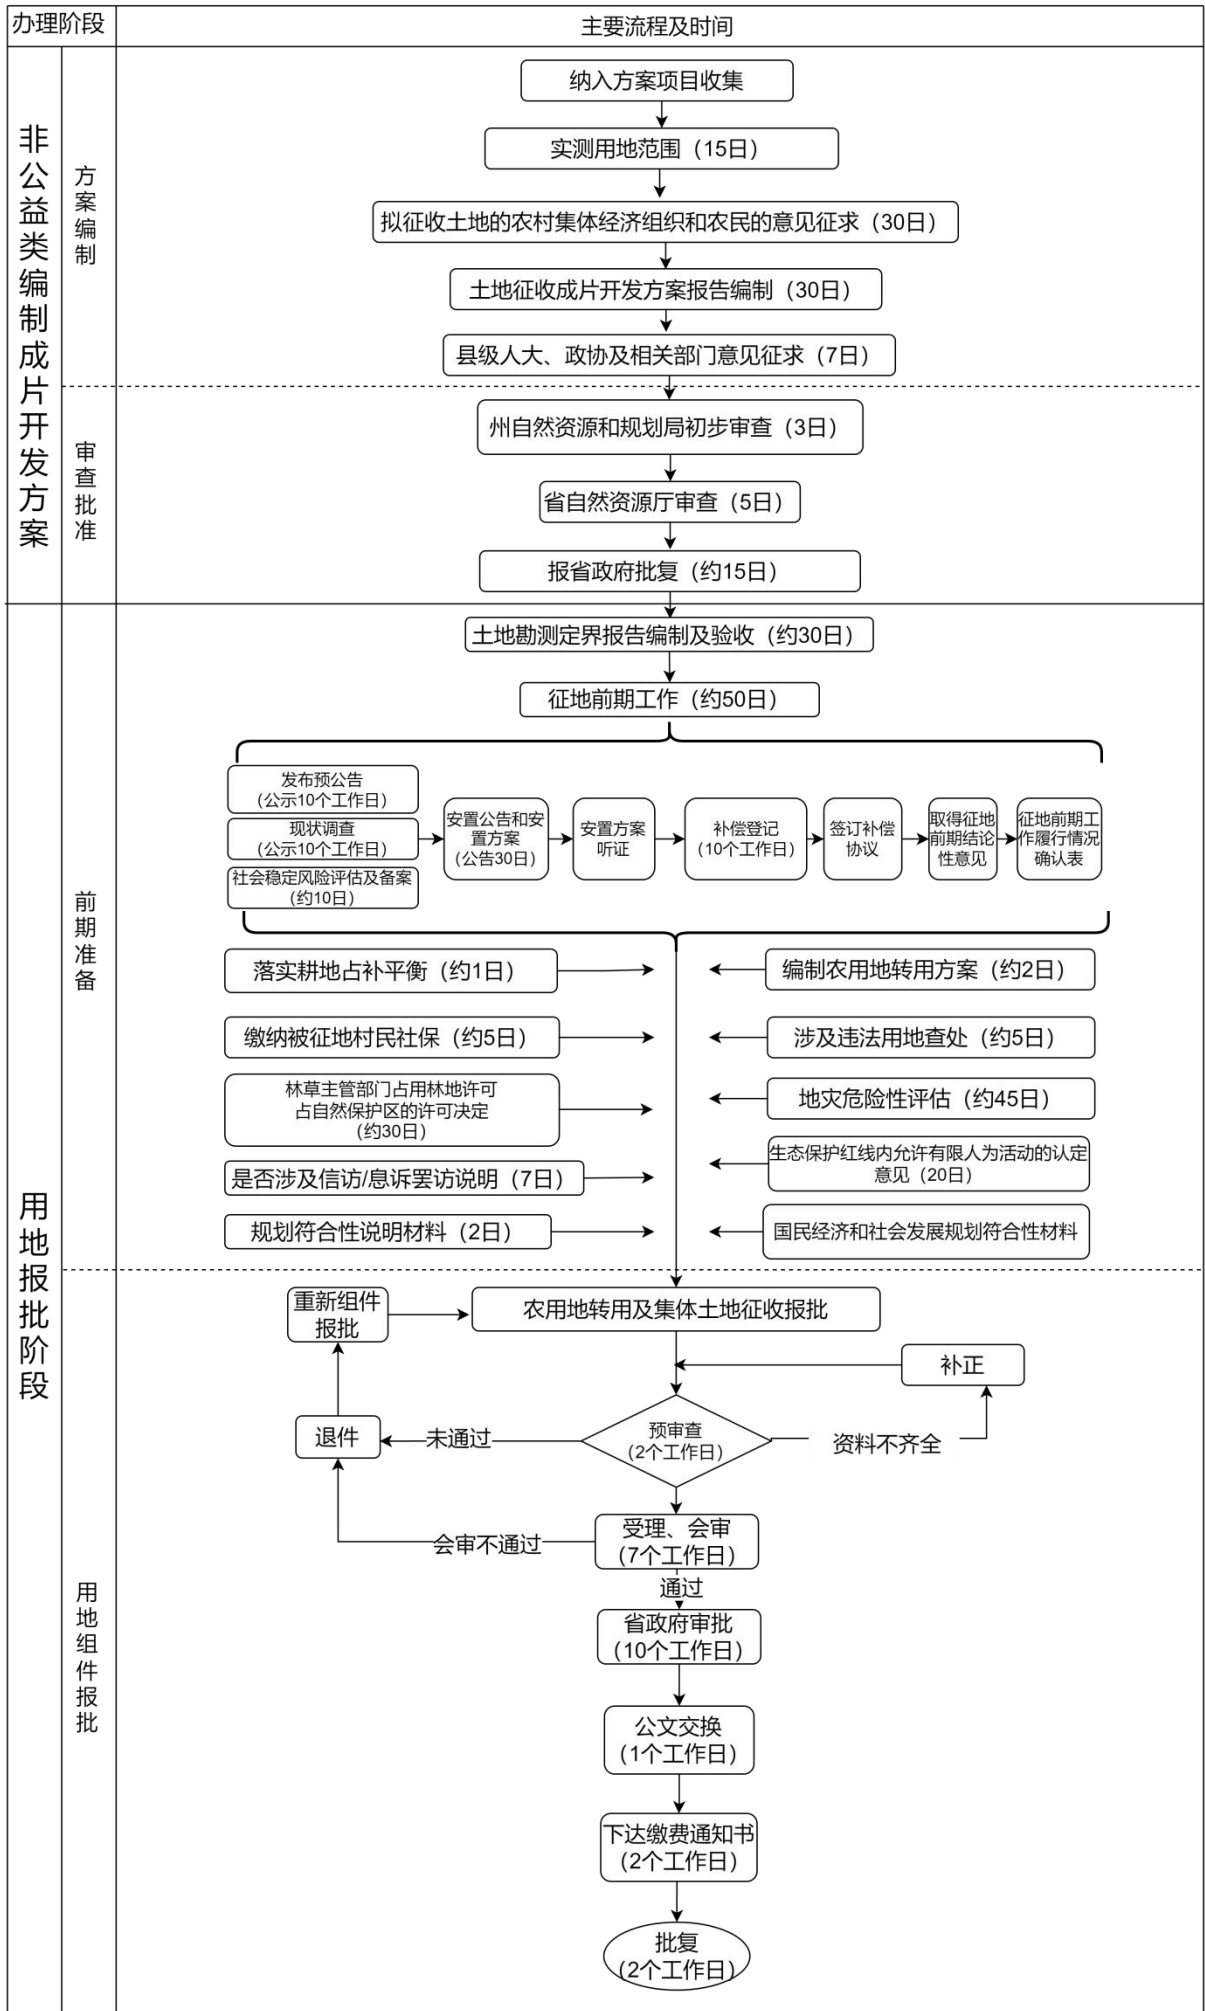 办理阶段
主要流程及时间
非公益类编制成片开发方案
方案编制
纳入方案项目收集
实测用地范围（15日）
拟征收土地的农村集体经济组织和农民的意见征求（30日）
土地征收成片开发方案报告编制（30日）
县级人大、政协及相关部门意见征求（7日）
审查批准
州自然资源和规划局初步审查（3日）
省自然资源厅审查（5日）
报省政府批复（约15日）
用地报批阶段
前期准备
土地勘测定界报告编制及验收（约30日）
征地前期工作（约50日）
发布预公告
（公示10个工作日）
现状调查
（公示10个工作日）
社会稳定风险评估及备案
（约10日）
安置公告和安
置方案
（公告30日）
安置方案
听证
补偿登记
（10个工作日）
签订补偿
协议
取得征地
前期结论
性意见
征地前期工
作履行情况
确认表
落实耕地占补平衡（约1日）
编制农用地转用方案（约2日）
缴纳被征地村民社保（约5日）
涉及违法用地查处（约5日）
林草主管部门占用林地许可
占自然保护区的许可决定
（约30日）
地灾危险性评估（约45日）
生态保护红线内允许有限人为活动的认定
意见（20日）
是否涉及信访/息诉罢访说明（7日）
规划符合性说明材料（2日）
国民经济和社会发展规划符合性材料
用地组件报批
重新组件
报批
农用地转用及集体土地征收报批
补正
退件
未通过
预审查
（2个工作日）
资料不齐全
会审不通过
受理、会审
（7个工作日）
通过
省政府审批
（10个工作日）
公文交换
（1个工作日）
下达缴费通知书
（2个工作日）
批复
（2个工作日）